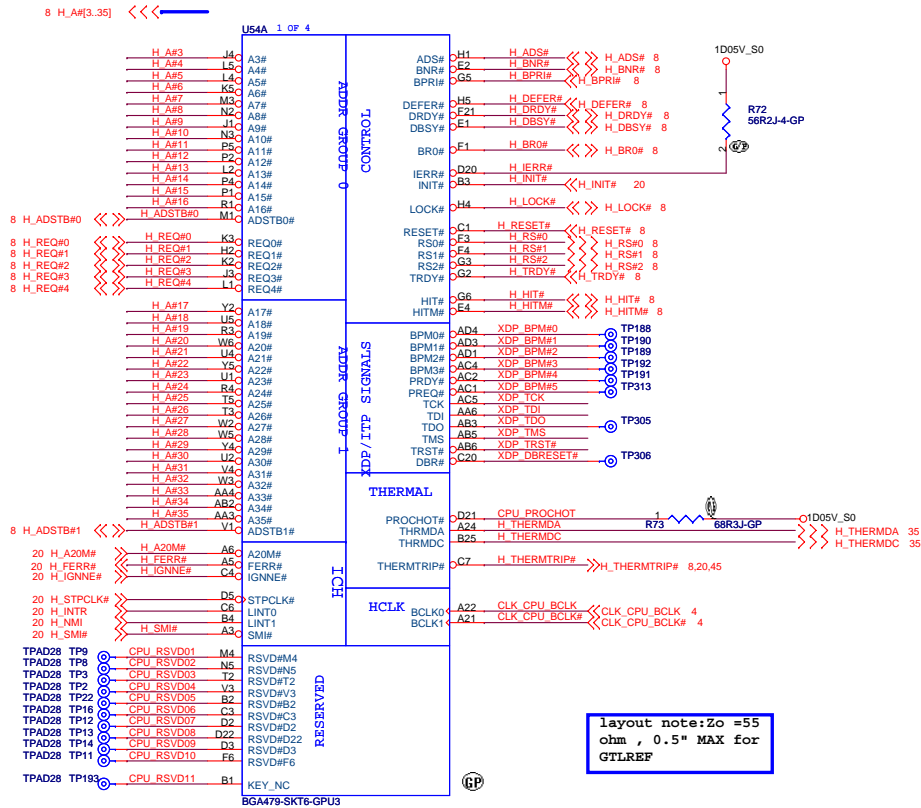 8 H_A#[3..35]
U54A 1 OF 4
H_A#3 J4 A3#
H_A#4 L5 A4#
H_A#5 L4 A5#
H_A#6 K5 A6#
H_A#7 M3 A7#
H_A#8 N2 A8#
H_A#9 J1 A9#
H_A#10 N3 A10#
H_A#11 P5 A11#
H_A#12 P2 A12#
H_A#13 L2 A13#
H_A#14 P4 A14#
H_A#15 P1 A15#
H_A#16 R1 A16#
8 H_ADSTB#0 H_ADSTB#0 M1 ADSTB0#
8 H_REQ#0 H_REQ#0 K3 REQ0#
8 H_REQ#1 H_REQ#1 H2 REQ1#
8 H_REQ#2 H_REQ#2 K2 REQ2#
8 H_REQ#3 H_REQ#3 J3 REQ3#
8 H_REQ#4 H_REQ#4 L1 REQ4#
ADDR GROUP 0
H_A#17 Y2 A17#
H_A#18 U5 A18#
H_A#19 R3 A19#
H_A#20 W6 A20#
H_A#21 U4 A21#
H_A#22 Y5 A22#
H_A#23 U1 A23#
H_A#24 R4 A24#
H_A#25 T5 A25#
H_A#26 T3 A26#
H_A#27 W2 A27#
H_A#28 W5 A28#
H_A#29 Y4 A29#
H_A#30 U2 A30#
H_A#31 V4 A31#
H_A#32 W3 A32#
H_A#33 AA4 A33#
H_A#34 AB2 A34#
H_A#35 AA3 A35#
8 H_ADSTB#1 H_ADSTB#1 V1 ADSTB1#
ADDR GROUP 1
20 H_A20M# H_A20M# A6 A20M#
20 H_FERR# H_FERR# A5 FERR#
20 H_IGNNE# H_IGNNE# C4 IGNNE#
20 H_STPCLK# D5 STPCLK#
20 H_INTR C6 LINT0
20 H_NMI B4 LINT1
20 H_SMI# H_SMI# A3 SMI#
ICH
TPAD28 TP9 CPU_RSVD01 M4 RSVD#M4
TPAD28 TP8 CPU_RSVD02 N5 RSVD#N5
TPAD28 TP3 CPU_RSVD03 T2 RSVD#T2
TPAD28 TP2 CPU_RSVD04 V3 RSVD#V3
TPAD28 TP22 CPU_RSVD05 B2 RSVD#B2
TPAD28 TP16 CPU_RSVD06 C3 RSVD#C3
TPAD28 TP12 CPU_RSVD07 D2 RSVD#D2
TPAD28 TP13 CPU_RSVD08 D22 RSVD#D22
TPAD28 TP14 CPU_RSVD09 D3 RSVD#D3
TPAD28 TP11 CPU_RSVD10 F6 RSVD#F6
TPAD28 TP193 CPU_RSVD11 B1 KEY_NC
RESERVED
BGA479-SKT6-GPU3
GP
CONTROL
ADS# H1 H_ADS# H_ADS# 8
BNR# E2 H_BNR# H_BNR# 8
BPRI# G5 H_BPRI# H_BPRI# 8
DEFER# H5 H_DEFER# H_DEFER# 8
DRDY# F21 H_DRDY# H_DRDY# 8
DBSY# E1 H_DBSY# H_DBSY# 8
BR0# F1 H_BR0# H_BR0# 8
IERR# D20 H_IERR#
INIT# B3 H_INIT# H_INIT# 20
LOCK# H4 H_LOCK# H_LOCK# 8
RESET# C1 H_RESET# H_RESET# 8
RS0# F3 H_RS#0 H_RS#0 8
RS1# F4 H_RS#1 H_RS#1 8
RS2# G3 H_RS#2 H_RS#2 8
TRDY# G2 H_TRDY# H_TRDY# 8
HIT# G6 H_HIT# H_HIT# 8
HITM# E4 H_HITM# H_HITM# 8
1D05V_S0
1
R72
56R2J-4-GP
2
GP
XDP/ITP SIGNALS
BPM0# AD4 XDP_BPM#0 TP188
BPM1# AD3 XDP_BPM#1 TP190
BPM2# AD1 XDP_BPM#2 TP189
BPM3# AC4 XDP_BPM#3 TP192
PRDY# AC2 XDP_BPM#4 TP191
PREQ# AC1 XDP_BPM#5 TP313
TCK AC5 XDP_TCK
TDI AA6 XDP_TDI
TDO AB3 XDP_TDO TP305
TMS AB5 XDP_TMS
TRST# AB6 XDP_TRST#
DBR# C20 XDP_DBRESET# TP306
THERMAL
PROCHOT# D21 CPU_PROCHOT 1 R73 68R3J-GP 1D05V_S0
THRMDA A24 H_THERMDA H_THERMDA 35
THRMDC B25 H_THERMDC H_THERMDC 35
THERMTRIP# C7 H_THERMTRIP# H_THERMTRIP# 8,20,45
HCLK
BCLK0 A22 CLK_CPU_BCLK CLK_CPU_BCLK 4
BCLK1 A21 CLK_CPU_BCLK# CLK_CPU_BCLK# 4
layout note:Zo =55
ohm , 0.5" MAX for
GTLREF